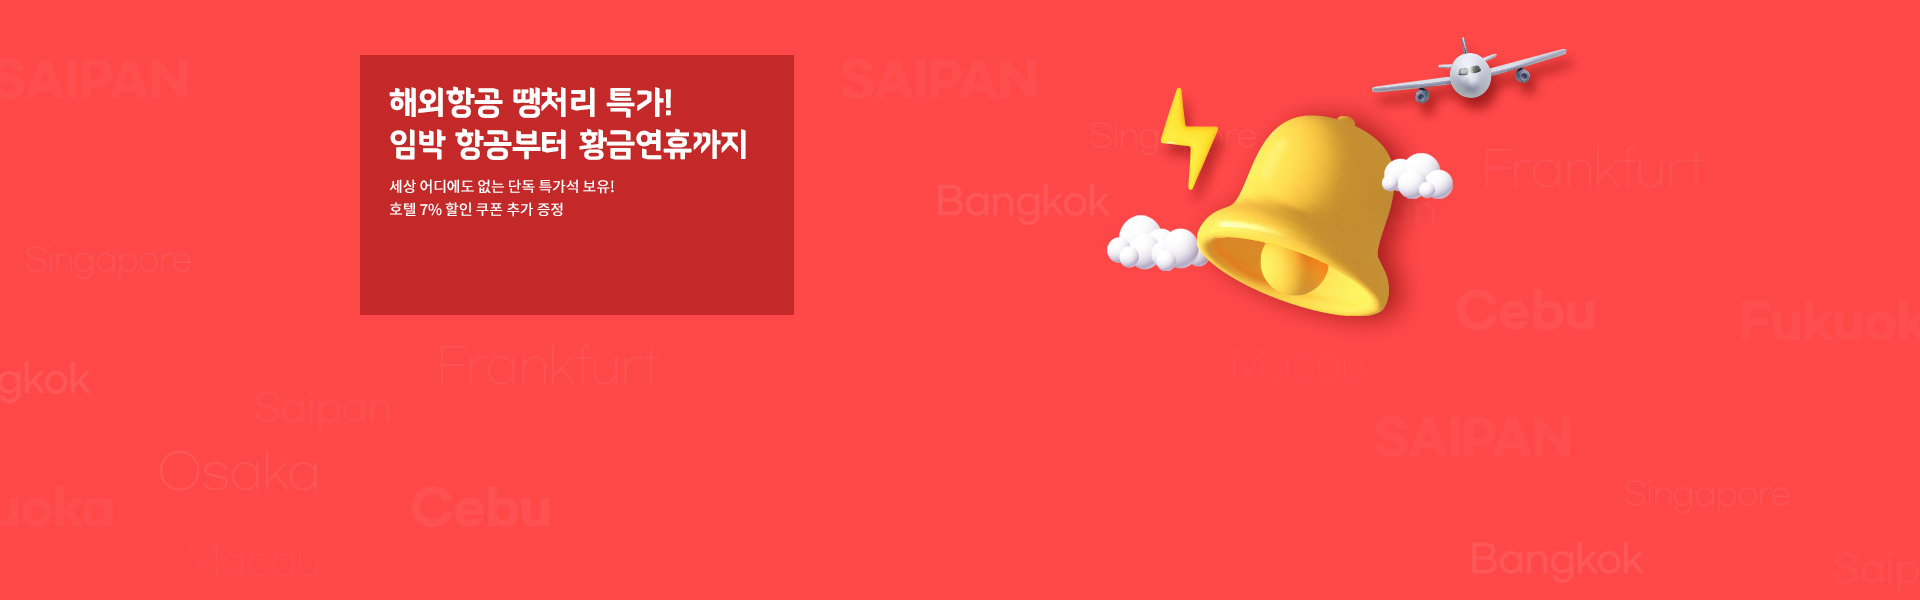 해외항공 땡처리 특가!
임박 항공부터 황금연휴까지
세상 어디에도 없는 단독 특가석 보유!
호텔 7% 할인 쿠폰 추가 증정
SAIPAN
SAIPAN
Singapore
Frankfurt
Bangkok
Singapore
Cebu
Fukuok
Frankfurt
Macau
gkok
Saipan
SAIPAN
Osaka
Singapore
uoka
Cebu
Macau
Bangkok
Saip